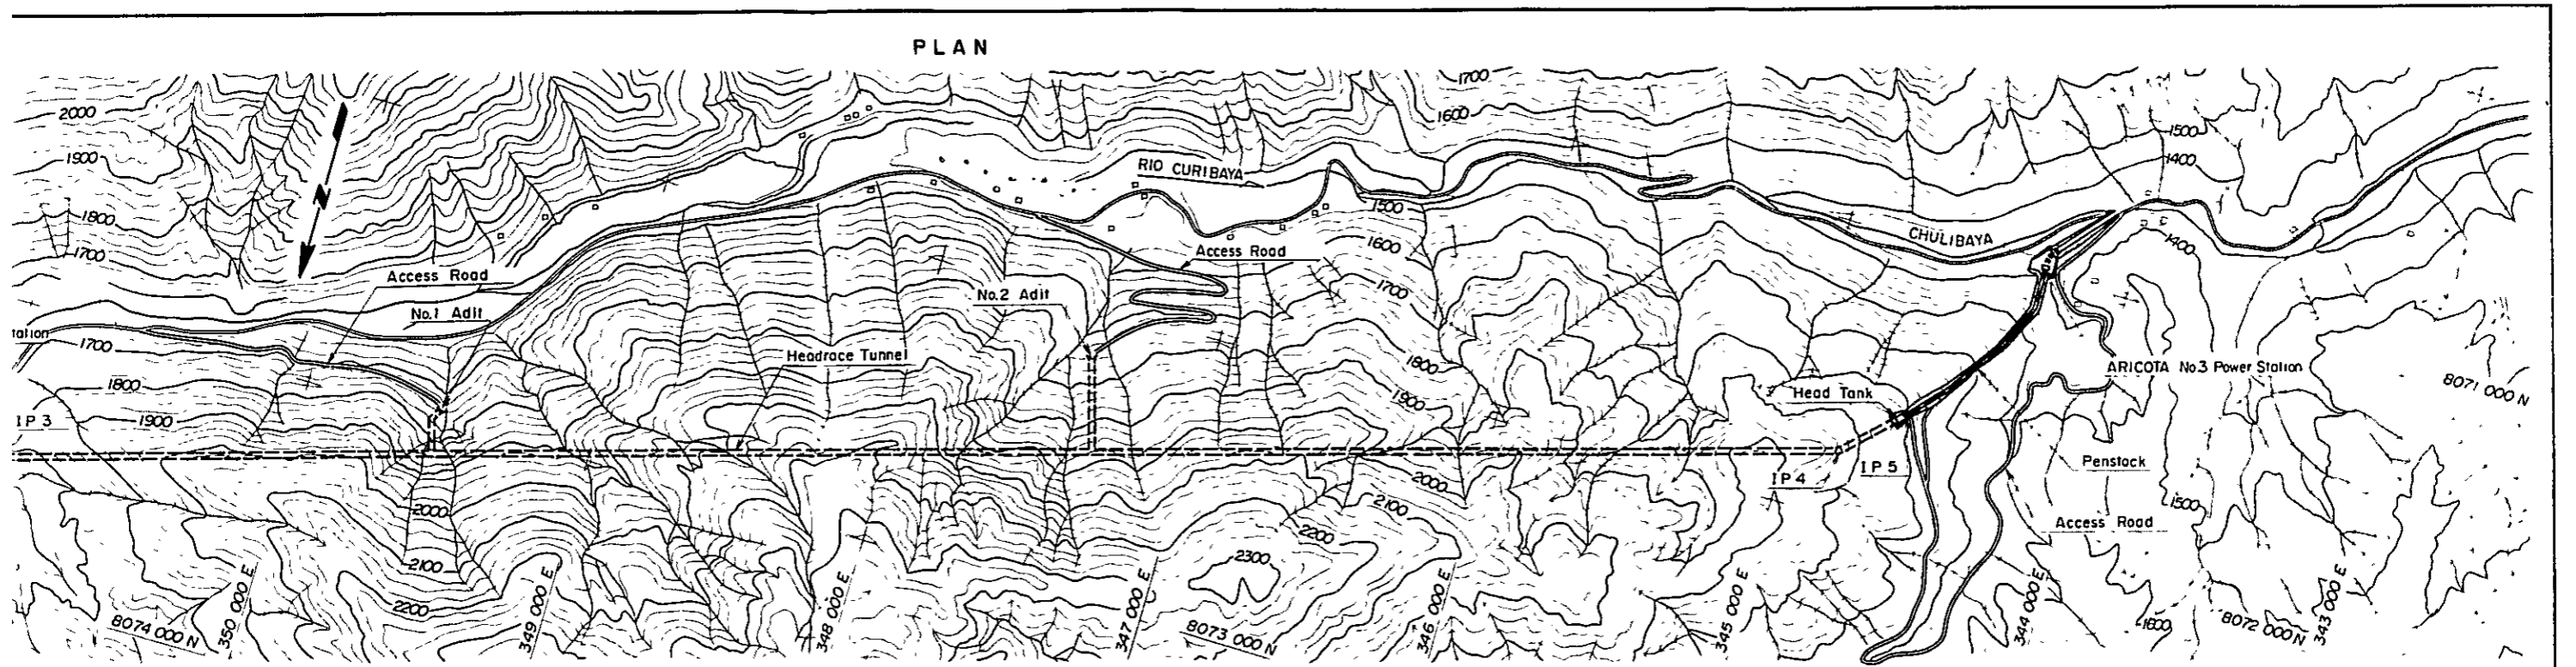 PLAN
1700
2000
1600
1500
1900
1400
RIO CURIBAYA
1800
1500
CHULIBAYA
1400
1700
1600
N
Access Road
Access Road
1700
No.2 Adit
No.1 Adit
1700
Headrace Tunnel
1800
ARICOTA No.3 Power Station
8071 000 N
1800
Head Tank
1900
IP 3
1900
Penstock
IP 5
IP 4
2000
1500
2100
2000
Access Road
2200
2300
2100
2200
8074 000 N
350 000 E
349 000 E
348 000 E
347 000 E
8073 000 N
346 000 E
345 000 E
344 000 E
1600
8072 000 N
343 000 E